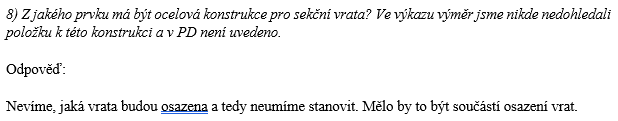 8) Z jakého prvku má být ocelová konstrukce pro sekční vrata? Ve výkazu výměr jsme nikde nedohledali
položku k této konstrukci a v PD není uvedeno.
Odpověď:
Nevíme, jaká vrata budou osazena a tedy neumíme stanovit. Mělo by to být součástí osazení vrat.